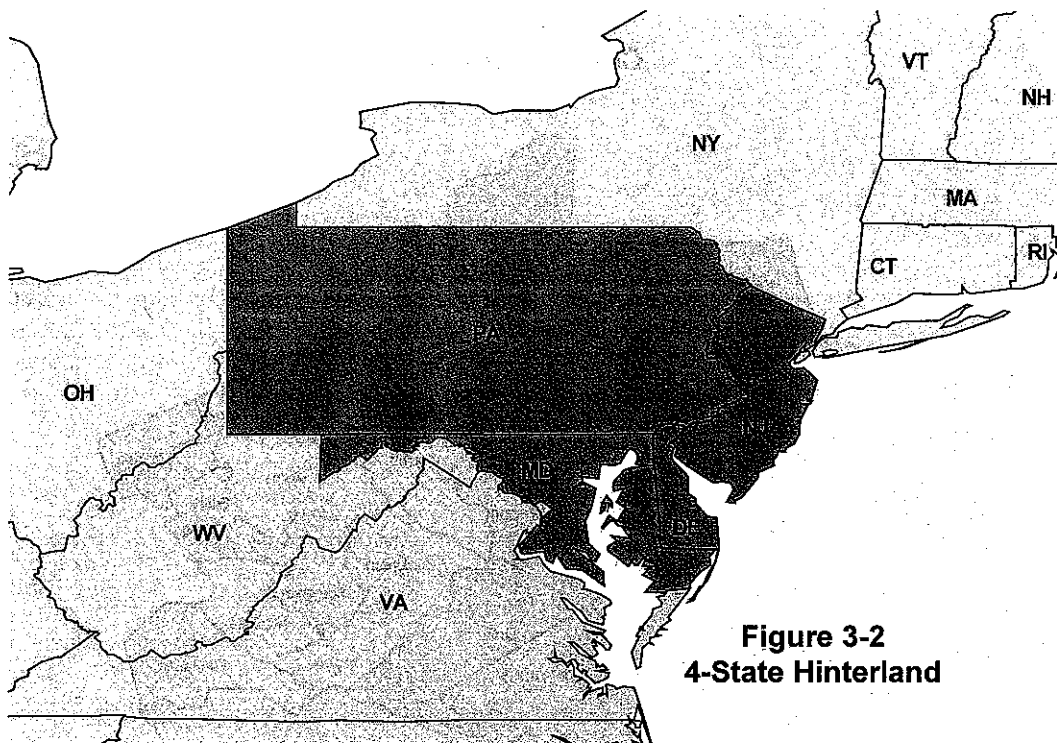 VT
NH
NY
MA
CT
RI
PA
OH
NJ
MD
DE
WV
VA
Figure 3-2
4-State Hinterland